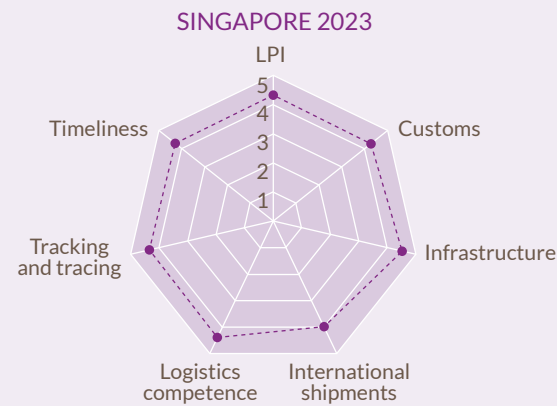 SINGAPORE 2023
LPI
5
4
3
2
1
Timeliness
Customs
Tracking
and tracing
Infrastructure
Logistics
competence
International
shipments